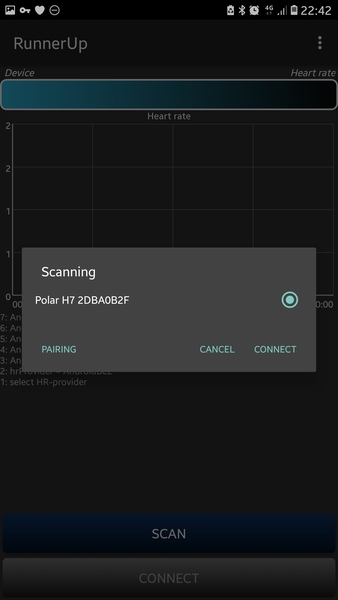 4G
22:42
RunnerUp
Device
Heart rate
Heart rate
2
2
1
1
0
00
0:00
Scanning
Polar H7 2DBA0B2F
PAIRING
CANCEL
CONNECT
7: An
6: An
5: An
4: An
3: An
2: hrProvider = AndroidBLE
1: select HR-provider
SCAN
CONNECT